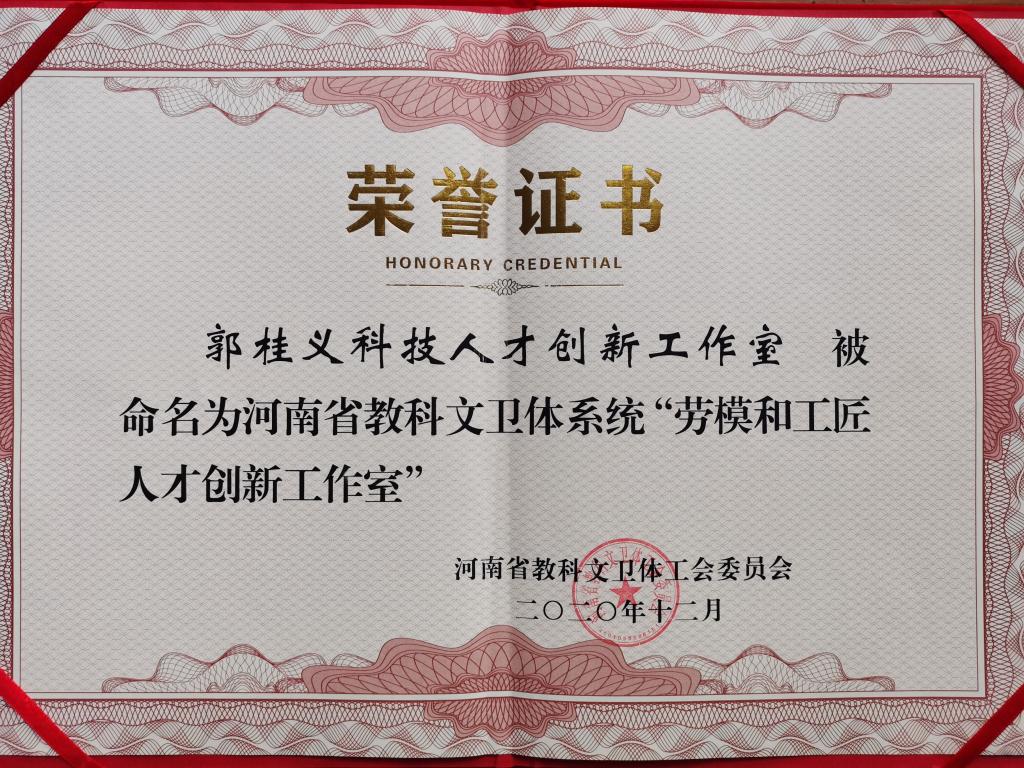 荣誉证书
HONORARY CREDENTIAL
郭桂义科技人才创新工作室 被
命名为河南省教科文卫体系统“劳模和工匠
人才创新工作室”
河南省教科文卫体工会委员会
二〇二〇年十二月